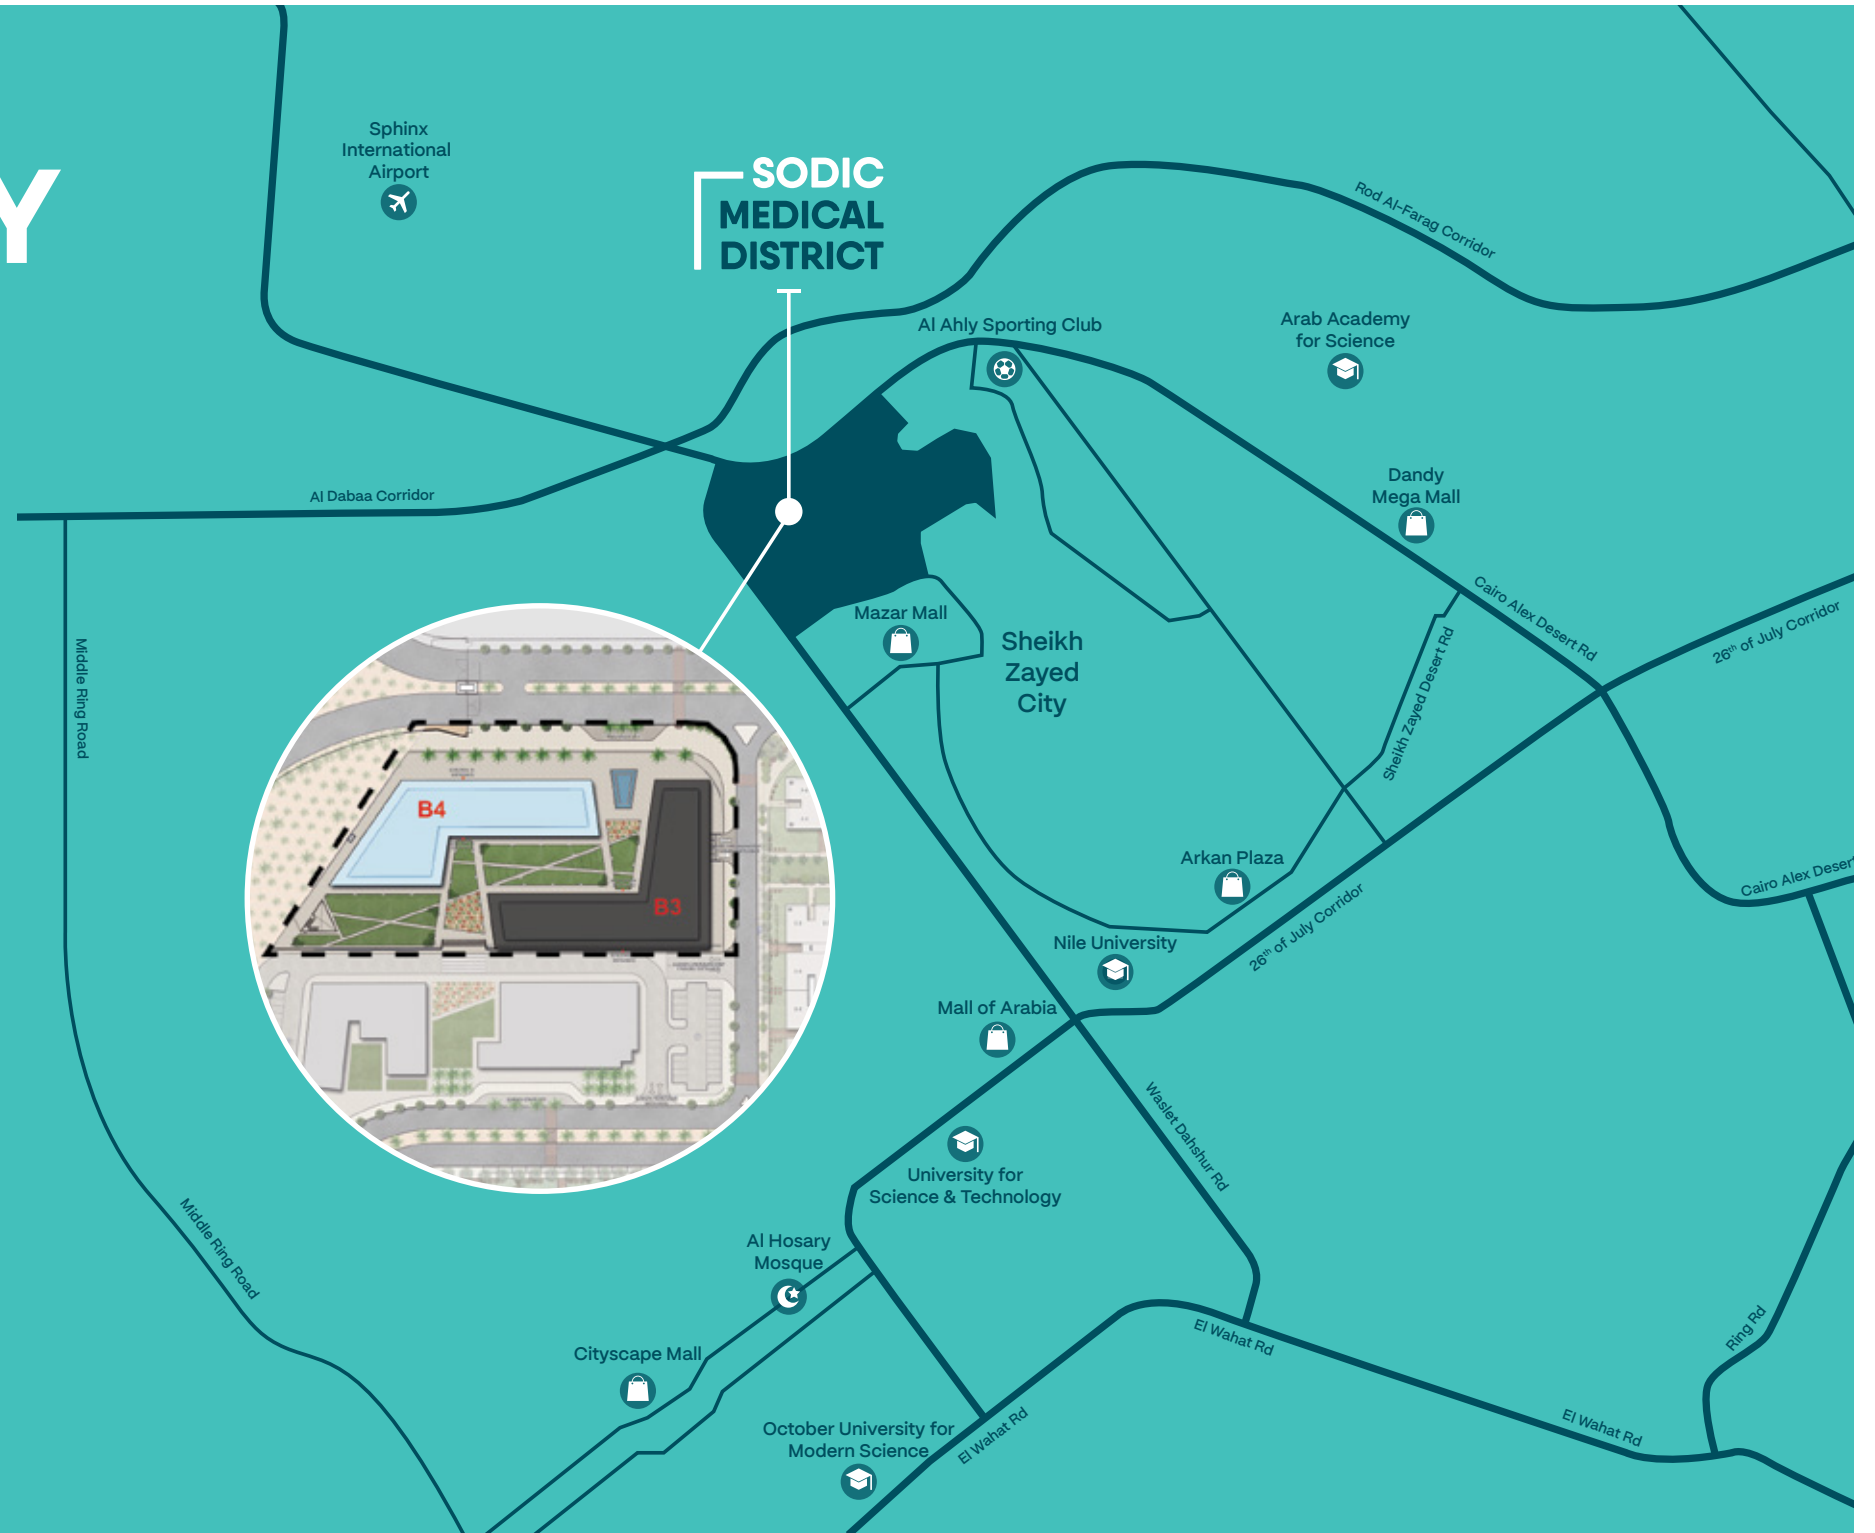 Y
Sphinx
International
Airport
SODIC
MEDICAL
DISTRICT
Rod Al-Farag Corridor
Al Ahly Sporting Club
Arab Academy
for Science
Dandy
Mega Mall
Al Dabaa Corridor
Cairo Alex Desert Rd
26th of July Corridor
Mazar Mall
Sheikh
Zayed
City
Sheikh Zayed Desert Rd
Middle Ring Road
B4
B3
Arkan Plaza
Cairo Alex Desert
26th of July Corridor
Nile University
Mall of Arabia
Waslet Dahshur Rd
University for
Science & Technology
Middle Ring Road
Al Hosary
Mosque
El Wahat Rd
Ring Rd
Cityscape Mall
October University for
Modern Science
El Wahat Rd
El Wahat Rd